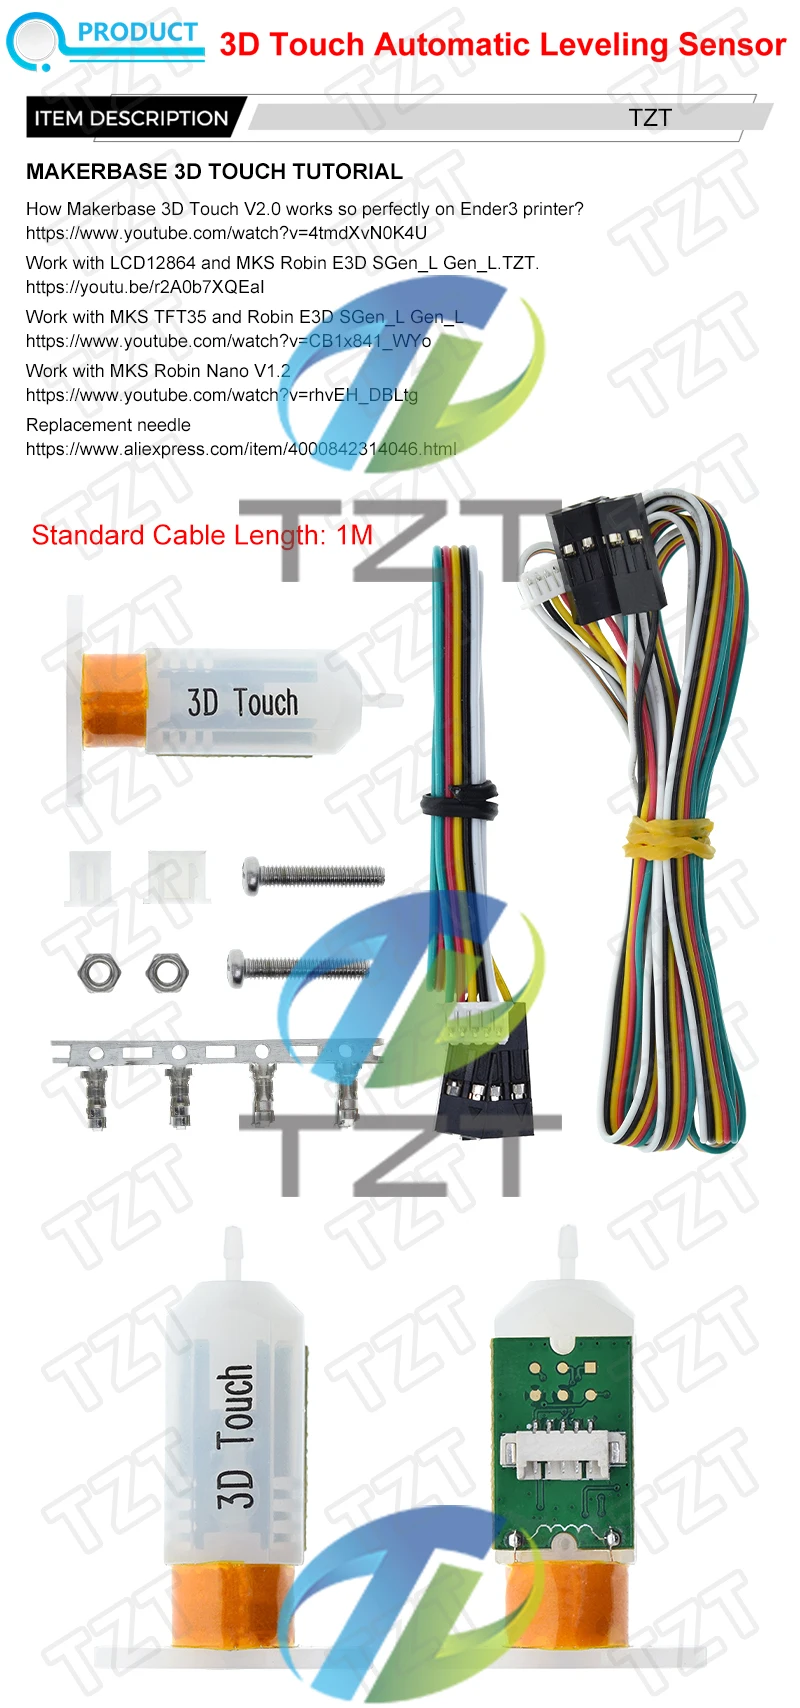 PRODUCT
3D Touch Automatic Leveling Sensor
ITEM DESCRIPTION
TZT
MAKERBASE 3D TOUCH TUTORIAL
How Makerbase 3D Touch V2.0 works so perfectly on Ender3 printer?
https://www.youtube.com/watch?v=4tmdXvN0K4U
Work with LCD12864 and MKS Robin E3D SGen_L Gen_L.TZT.
https://youtu.be/r2A0b7XQEaI
Work with MKS TFT35 and Robin E3D SGen_L Gen_L
https://www.youtube.com/watch?v=CB1x841_WYo
Work with MKS Robin Nano V1.2
https://www.youtube.com/watch?v=rhvEH_DBLtg
Replacement needle
https://www.aliexpress.com/item/4000842314046.html
TZT
Standard Cable Length: 1M
3D Touch
TZT
3D Touch